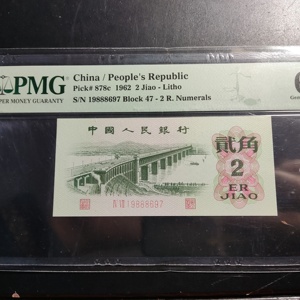 PMG
PAPER MONEY GUARANTY
China / People's Republic
Pick# 878c 1962 2 Jiao - Litho
S/N 19888697 Block 47 - 2 R. Numerals
中国人民银行
贰角
2
ER
JIAO
19888697